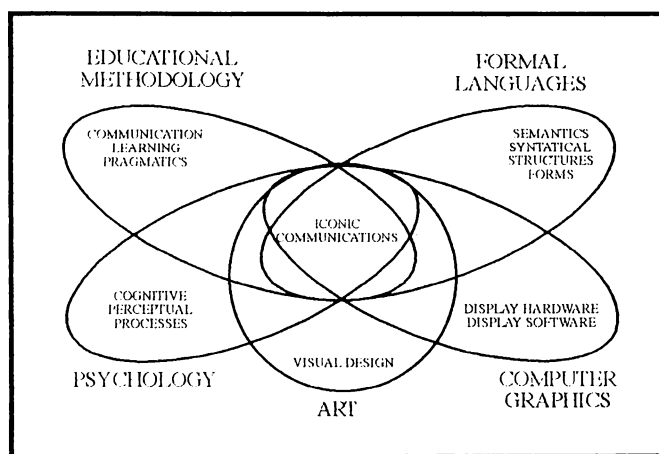 EDUCATIONAL
METHODOLOGY
FORMAL
LANGUAGES
COMMUNICATION
LEARNING
PRAGMATICS
SEMANTICS
SYNTATICAL
STRUCTURES
FORMS
ICONIC
COMMUNICATIONS
COGNITIVE
PERCEPTUAL
PROCESSES
DISPLAY HARDWARE
DISPLAY SOFTWARE
VISUAL DESIGN
PSYCHOLOGY
ART
COMPUTER
GRAPHICS